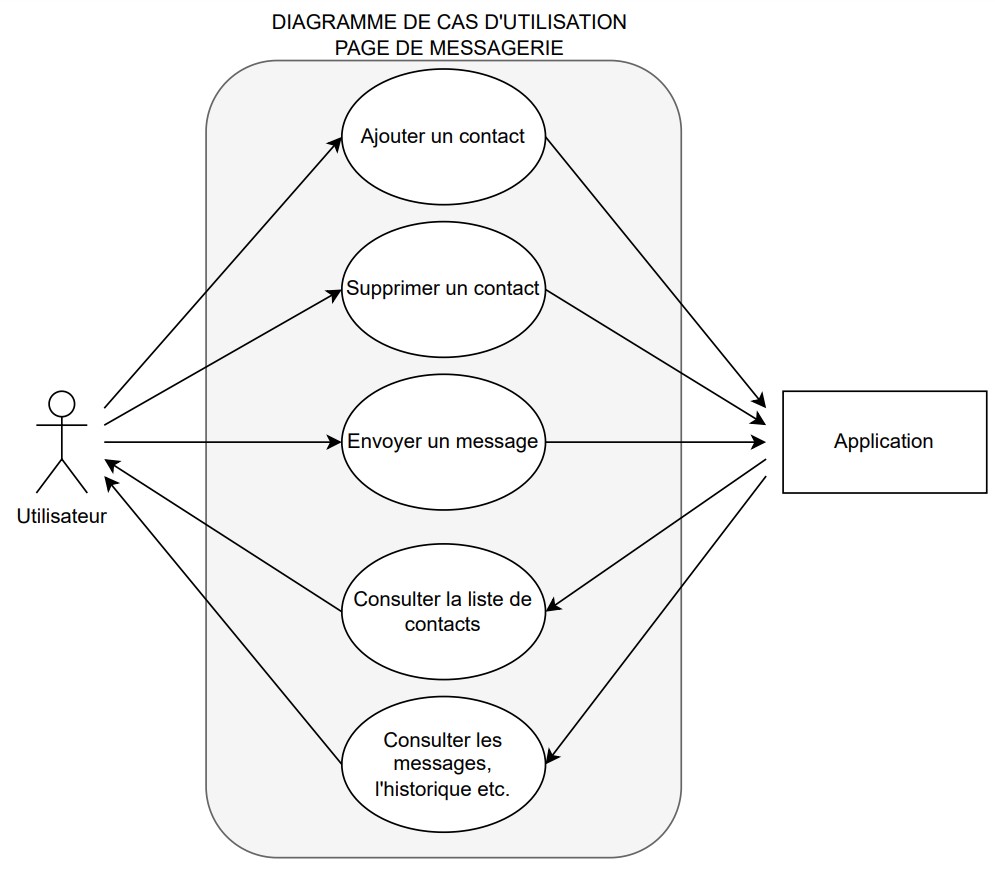 DIAGRAMME DE CAS D'UTILISATION
PAGE DE MESSAGERIE
Ajouter un contact
Supprimer un contact
Envoyer un message
Application
Utilisateur
Consulter la liste de
contacts
Consulter les
messages,
l'historique etc.